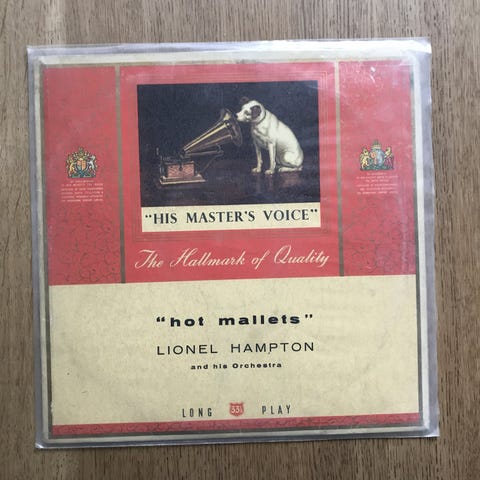 "HIS MASTER'S VOICE"
The Hallmark of Quality
"hot mallets"
LIONEL HAMPTON
and his Orchestra
LONG 33⅓ PLAY